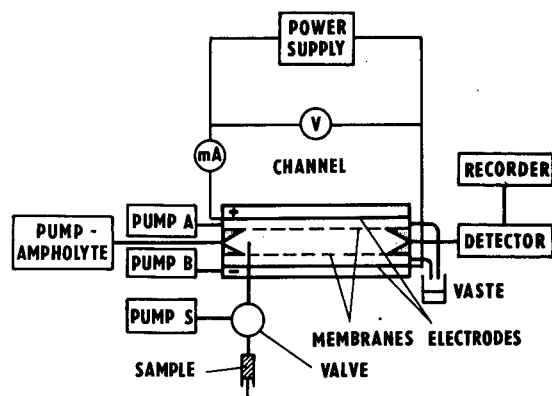 POWER
SUPPLY
V
mA
CHANNEL
RECORDER
PUMP A
+
PUMP -
AMPHOLYTE
DETECTOR
PUMP B
-
VASTE
PUMP S
MEMBRANES ELECTRODES
SAMPLE
VALVE